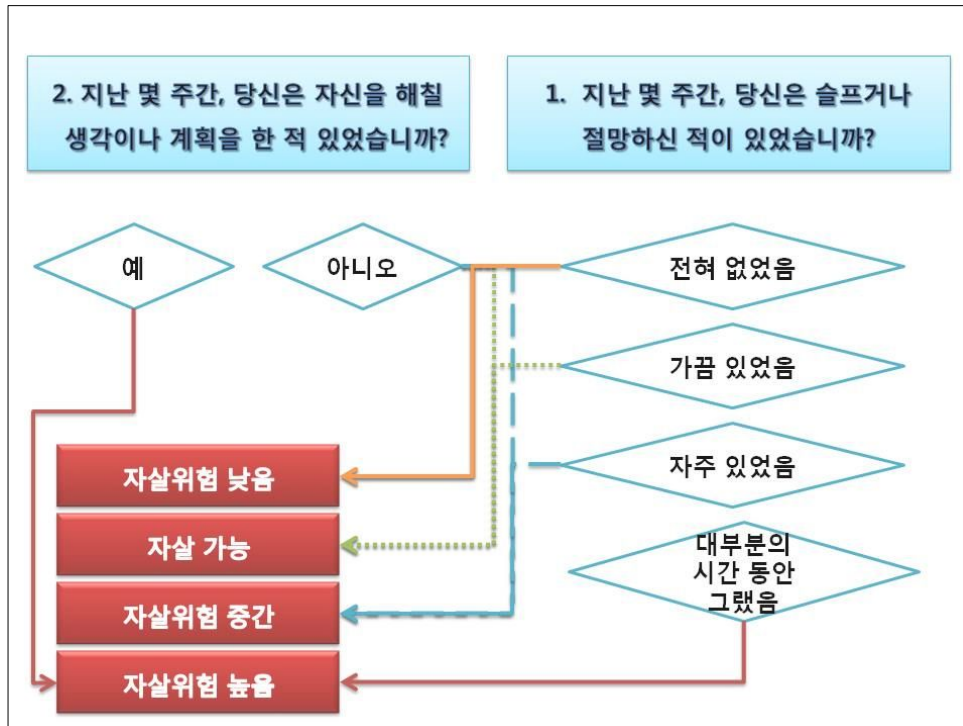 2. 지난 몇 주간, 당신은 자신을 해칠
생각이나 계획을 한 적 있었습니까?
1. 지난 몇 주간, 당신은 슬프거나
절망하신 적이 있었습니까?
예
아니오
전혀 없었음
가끔 있었음
자주 있었음
대부분의
시간 동안
그랬음
자살위험 낮음
자살 가능
자살위험 중간
자살위험 높음